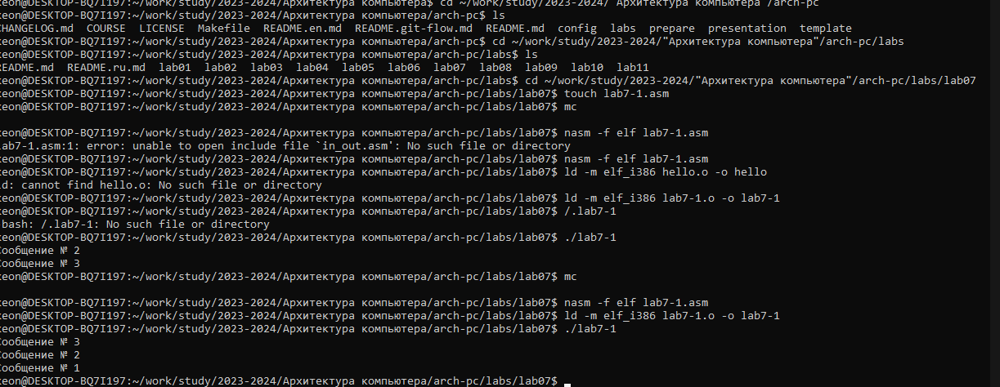 xeon@DESKTOP-BQ7I197:~/work/study/2023-2024/Архитектура компьютера$ cd ~/work/study/2023-2024/"Архитектура компьютера"/arch-pc
xeon@DESKTOP-BQ7I197:~/work/study/2023-2024/Архитектура компьютера/arch-pc$ ls
CHANGELOG.md COURSE LICENSE Makefile README.en.md README.git-flow.md README.md config labs prepare presentation template
xeon@DESKTOP-BQ7I197:~/work/study/2023-2024/Архитектура компьютера/arch-pc$ cd ~/work/study/2023-2024/"Архитектура компьютера"/arch-pc/labs
xeon@DESKTOP-BQ7I197:~/work/study/2023-2024/Архитектура компьютера/arch-pc/labs$ ls
README.md README.ru.md lab01 lab02 lab03 lab04 lab05 lab06 lab07 lab08 lab09 lab10 lab11
xeon@DESKTOP-BQ7I197:~/work/study/2023-2024/Архитектура компьютера/arch-pc/labs$ cd ~/work/study/2023-2024/"Архитектура компьютера"/arch-pc/labs/lab07
xeon@DESKTOP-BQ7I197:~/work/study/2023-2024/Архитектура компьютера/arch-pc/labs/lab07$ touch lab7-1.asm
xeon@DESKTOP-BQ7I197:~/work/study/2023-2024/Архитектура компьютера/arch-pc/labs/lab07$ mc
xeon@DESKTOP-BQ7I197:~/work/study/2023-2024/Архитектура компьютера/arch-pc/labs/lab07$ nasm -f elf lab7-1.asm
lab7-1.asm:1: error: unable to open include file `in_out.asm': No such file or directory
xeon@DESKTOP-BQ7I197:~/work/study/2023-2024/Архитектура компьютера/arch-pc/labs/lab07$ nasm -f elf lab7-1.asm
xeon@DESKTOP-BQ7I197:~/work/study/2023-2024/Архитектура компьютера/arch-pc/labs/lab07$ ld -m elf_i386 hello.o -o hello
ld: cannot find hello.o: No such file or directory
xeon@DESKTOP-BQ7I197:~/work/study/2023-2024/Архитектура компьютера/arch-pc/labs/lab07$ ld -m elf_i386 lab7-1.o -o lab7-1
xeon@DESKTOP-BQ7I197:~/work/study/2023-2024/Архитектура компьютера/arch-pc/labs/lab07$ /.lab7-1
bash: /.lab7-1: No such file or directory
xeon@DESKTOP-BQ7I197:~/work/study/2023-2024/Архитектура компьютера/arch-pc/labs/lab07$ ./lab7-1
Сообщение № 2
Сообщение № 3
xeon@DESKTOP-BQ7I197:~/work/study/2023-2024/Архитектура компьютера/arch-pc/labs/lab07$ mc
xeon@DESKTOP-BQ7I197:~/work/study/2023-2024/Архитектура компьютера/arch-pc/labs/lab07$ nasm -f elf lab7-1.asm
xeon@DESKTOP-BQ7I197:~/work/study/2023-2024/Архитектура компьютера/arch-pc/labs/lab07$ ld -m elf_i386 lab7-1.o -o lab7-1
xeon@DESKTOP-BQ7I197:~/work/study/2023-2024/Архитектура компьютера/arch-pc/labs/lab07$ ./lab7-1
Сообщение № 3
Сообщение № 2
Сообщение № 1
xeon@DESKTOP-BQ7I197:~/work/study/2023-2024/Архитектура компьютера/arch-pc/labs/lab07$